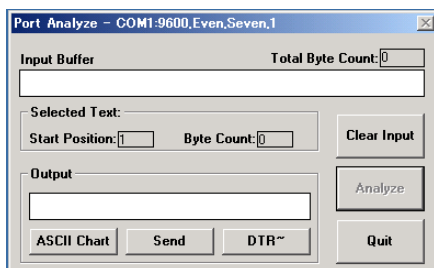 Port Analyze - COM1:9600,Even,Seven,1
Input Buffer Total Byte Count: 0
Selected Text:
Start Position: 1 Byte Count: 0
Clear Input
Output
Analyze
ASCII Chart Send DTR~ Quit